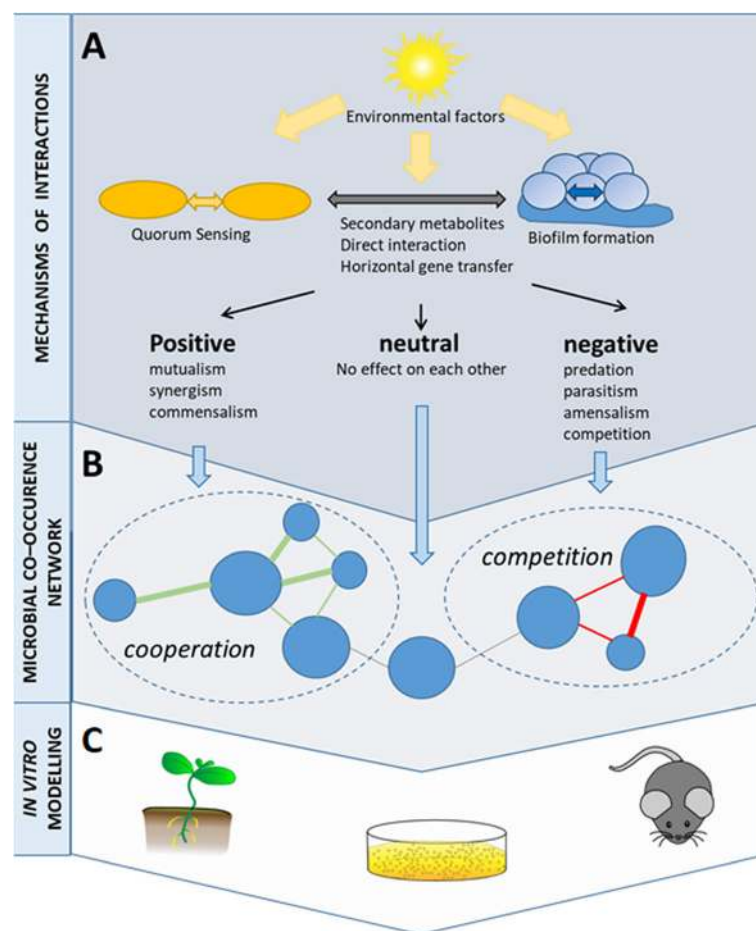 MECHANISMS OF INTERACTIONS
A
Environmental factors
Quorum Sensing
Secondary metabolites
Direct interaction
Horizontal gene transfer
Biofilm formation
Positive
mutualism
synergism
commensalism
neutral
No effect on each other
negative
predation
parasitism
amensalism
competition
MICROBIAL CO–OCCURENCE
NETWORK
B
cooperation
competition
IN VITRO
MODELLING
C